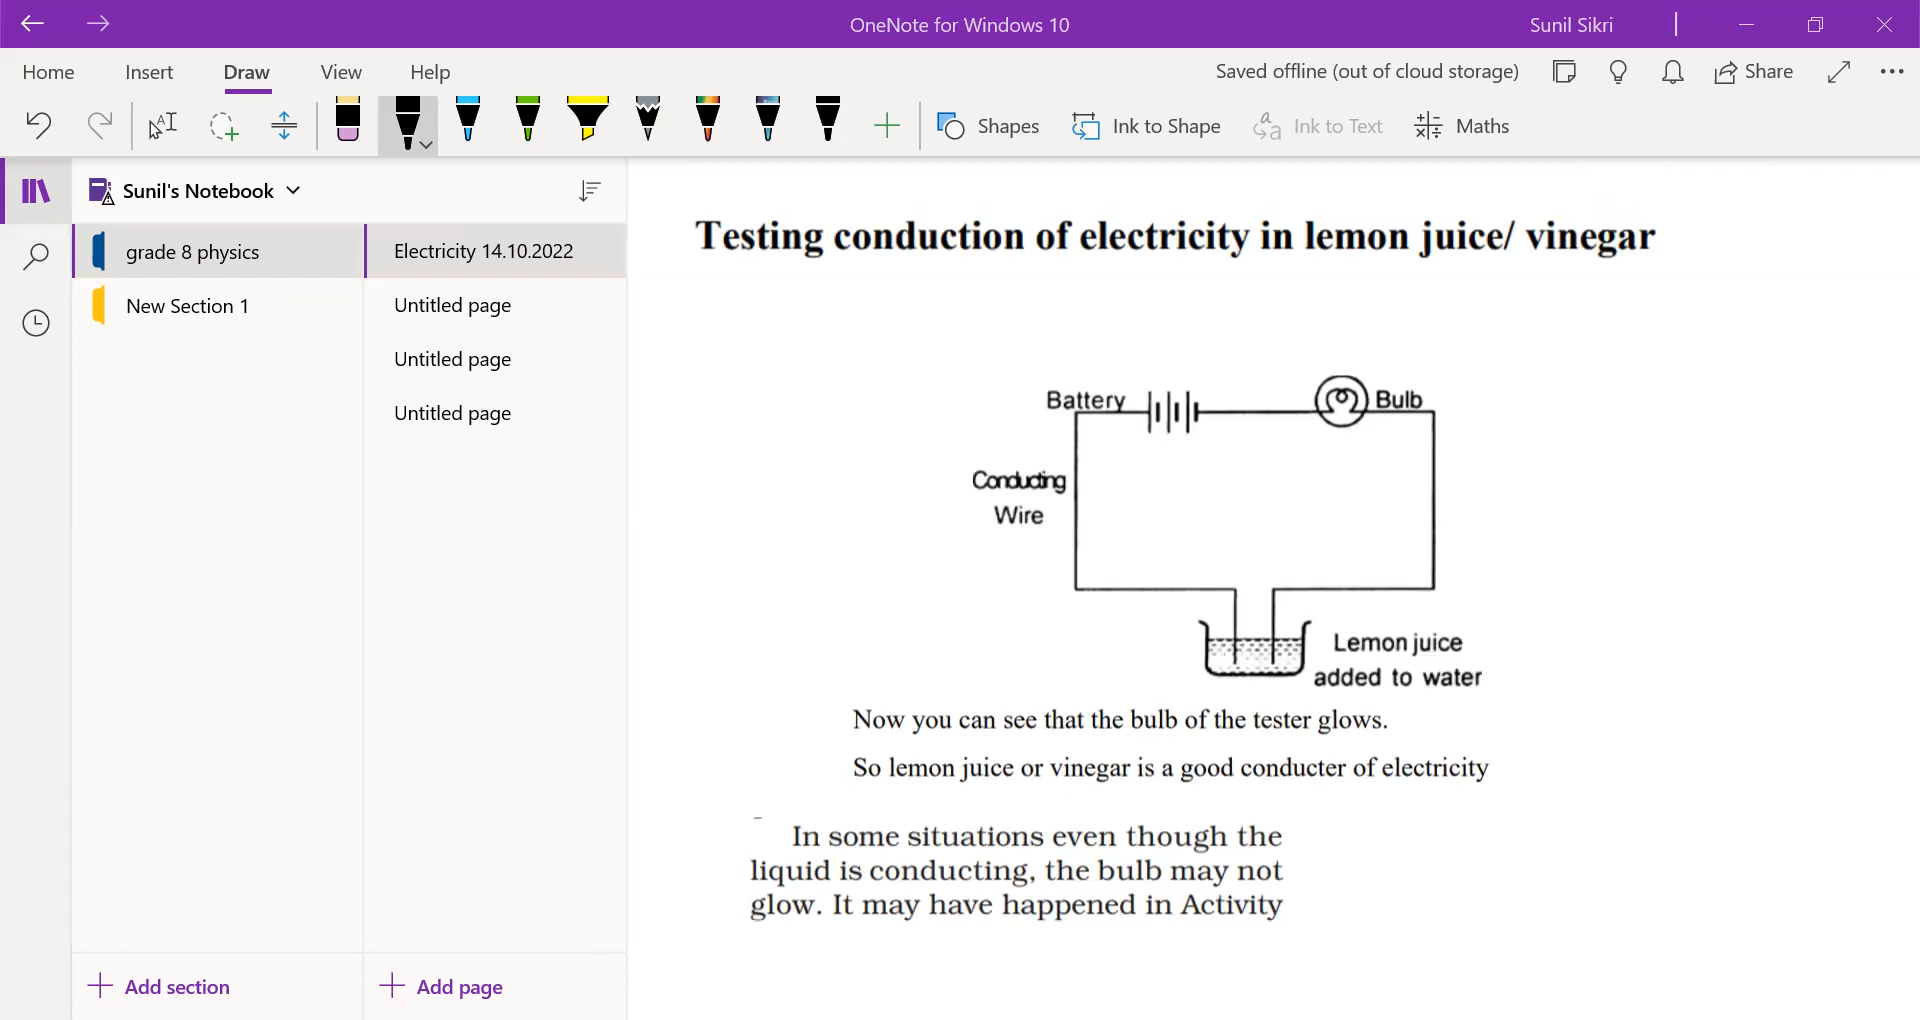 OneNote for Windows 10
Sunil Sikri
Home Insert Draw View Help
Saved offline (out of cloud storage)
Share
Shapes
Ink to Shape
Ink to Text
Maths
Sunil's Notebook
grade 8 physics
New Section 1
Electricity 14.10.2022
Untitled page
Untitled page
Untitled page
Testing conduction of electricity in lemon juice/ vinegar
Battery
Bulb
Conducting
Wire
Lemon juice
added to water
Now you can see that the bulb of the tester glows.
So lemon juice or vinegar is a good conducter of electricity
In some situations even though the
liquid is conducting, the bulb may not
glow. It may have happened in Activity
Add section
Add page